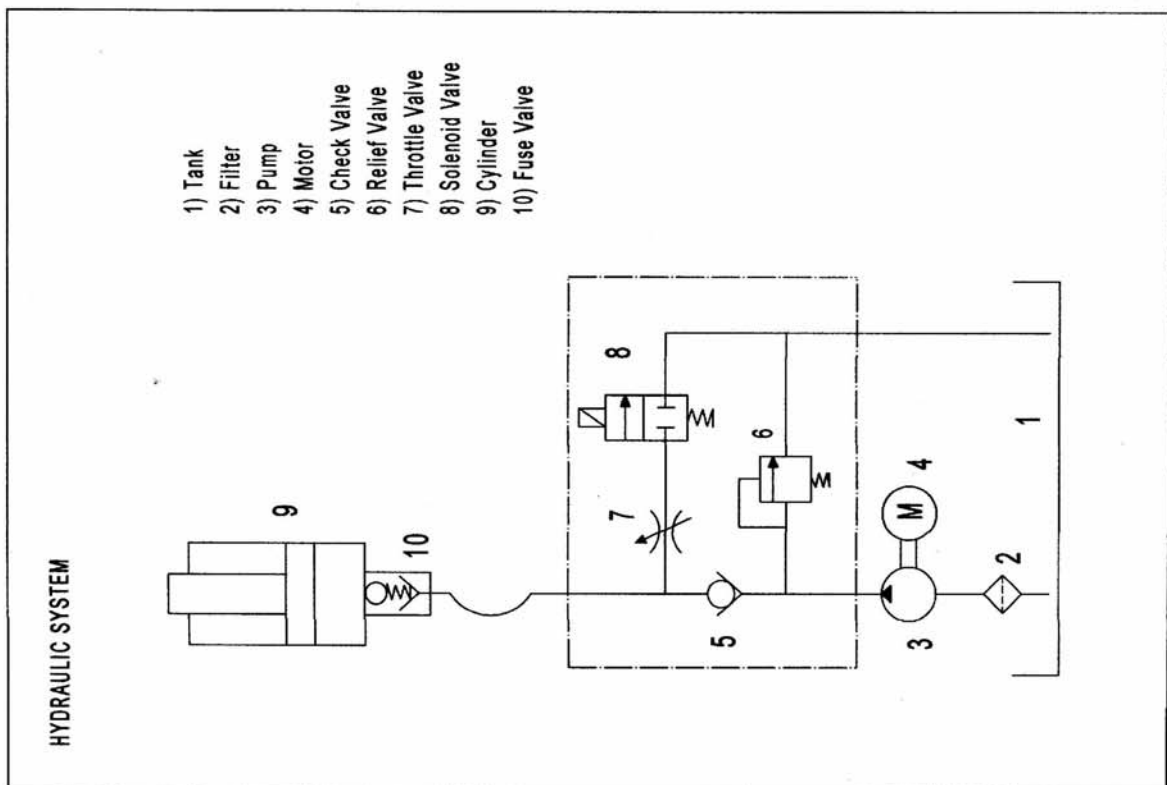 HYDRAULIC SYSTEM
1) Tank
2) Filter
3) Pump
4) Motor
5) Check Valve
6) Relief Valve
7) Throttle Valve
8) Solenoid Valve
9) Cylinder
10) Fuse Valve
9
10
8
7
6
5
4
M
3
2
1